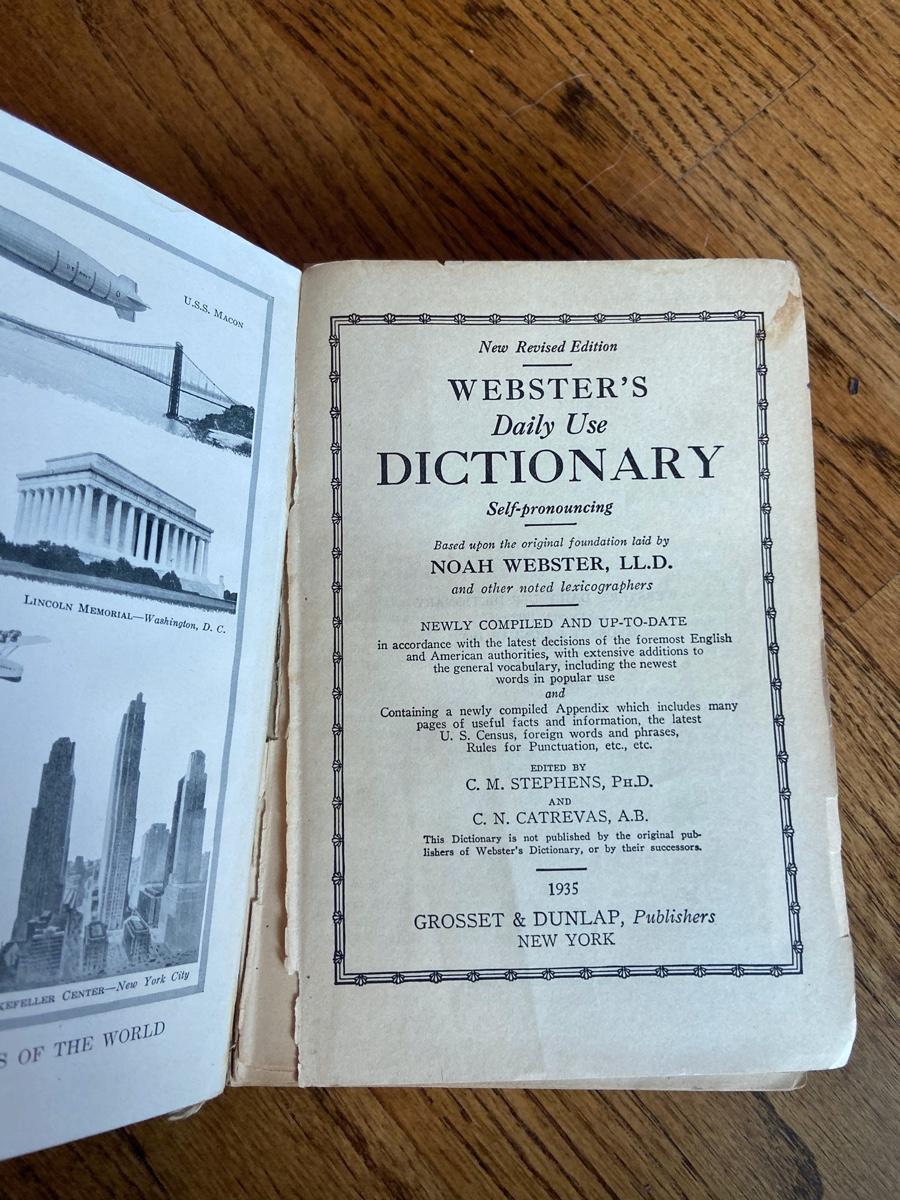 U.S.S. MACON
LINCOLN MEMORIAL—Washington, D. C.
CENTER—New York City
OF THE WORLD
New Revised Edition
WEBSTER'S
Daily Use
DICTIONARY
Self-pronouncing
Based upon the original foundation laid by
NOAH WEBSTER, LL.D.
and other noted lexicographers
NEWLY COMPILED AND UP-TO-DATE
in accordance with the latest decisions of the foremost English
and American authorities, with extensive additions to
the general vocabulary, including the newest
words in popular use
and
Containing a newly compiled Appendix which includes many
pages of useful facts and information, the latest
U. S. Census, foreign words and phrases,
Rules for Punctuation, etc., etc.
EDITED BY
C. M. STEPHENS, PH.D.
AND
C. N. CATREVAS, A.B.
This Dictionary is not published by the original pub-
lishers of Webster's Dictionary, or by their successors.
1935
GROSSET & DUNLAP, Publishers
NEW YORK